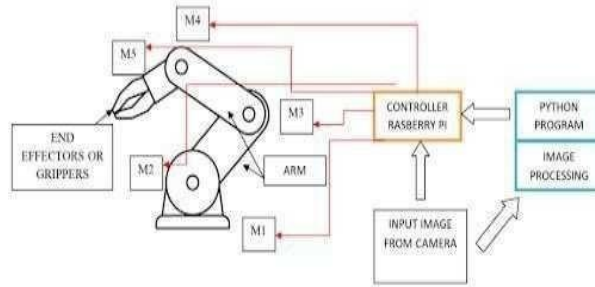 M4
M5
CONTROLLER
RASBERRY PI
PYTHON
PROGRAM
IMAGE
PROCESSING
M3
END
EFFECTORS OR
GRIPPERS
M2
ARM
INPUT IMAGE
FROM CAMERA
M1